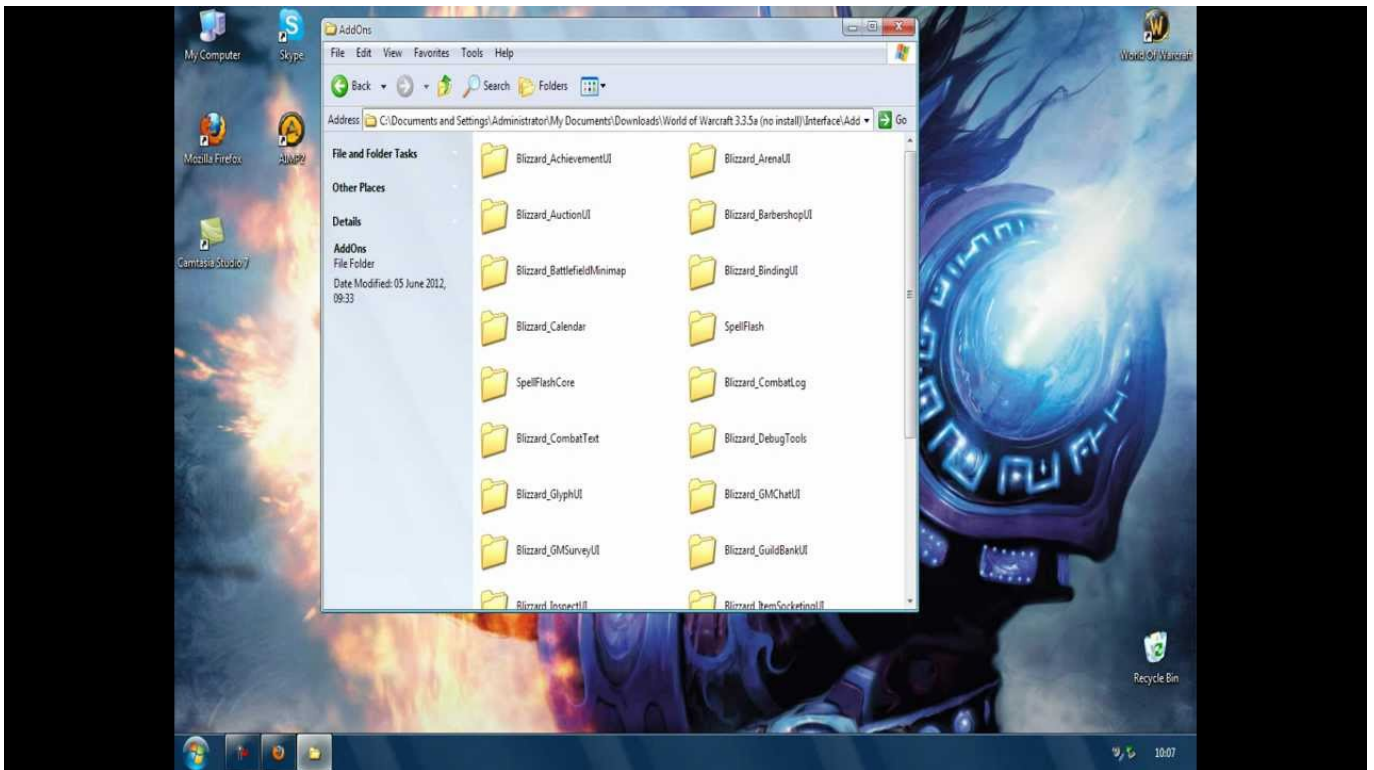 My Computer
Skype
Mozilla Firefox
Camtasia Studio 7
AddOns
File Edit View Favorites Tools Help
Back Search Folders
Address C:\Documents and Settings\Administrator\My Documents\Downloads\World of Warcraft 3.3.5a (no install)\Interface\Add Go
File and Folder Tasks
Other Places
Details
AddOns
File Folder
Date Modified: 05 June 2012,
09:33
Blizzard_AchievementUI Blizzard_ArenaUI
Blizzard_AuctionUI Blizzard_BarbershopUI
Blizzard_BattlefieldMinimap Blizzard_BindingUI
Blizzard_Calendar SpellFlash
SpellFlashCore Blizzard_CombatLog
Blizzard_CombatText Blizzard_DebugTools
Blizzard_GlyphUI Blizzard_GMChatUI
Blizzard_GMSurveyUI Blizzard_GuildBankUI
Blizzard_InspectUI Blizzard_ItemSocketingUI
World Of Warcraft
Recycle Bin
10:07